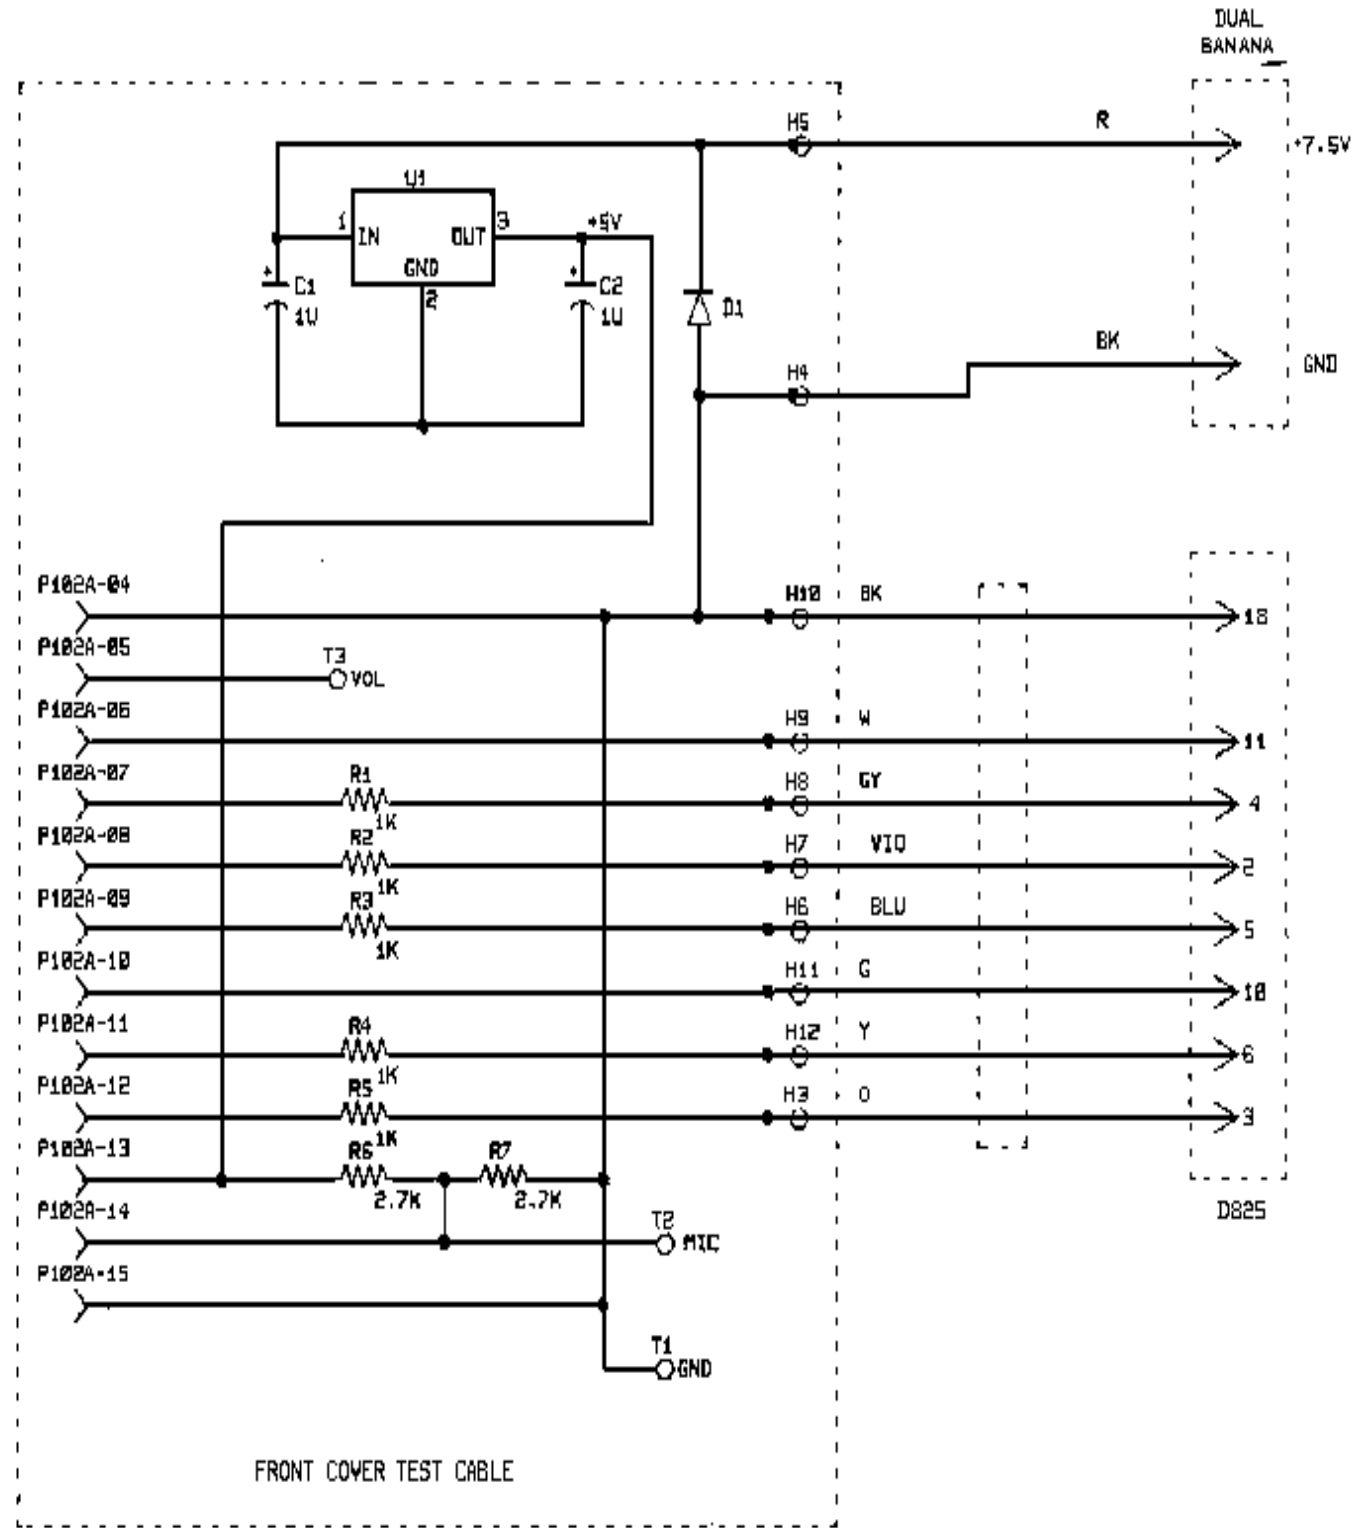 DUAL
BANANA
H5
R
+7.5V
U1
1
IN
OUT
3
+5V
GND
2
C1
1U
C2
1U
D1
BK
GND
H4
P102A-04
H10
BK
18
P102A-05
T3
VOL
P102A-06
H9
W
11
P102A-07
R1
1K
H8
GY
4
P102A-08
R2
1K
H7
VIO
2
P102A-09
R3
1K
H6
BLU
5
P102A-10
H11
G
10
P102A-11
R4
1K
H12
Y
6
P102A-12
R5
1K
H3
O
3
P102A-13
R6
2.7K
R7
2.7K
P102A-14
T2
MIC
D825
P102A-15
T1
GND
FRONT COVER TEST CABLE